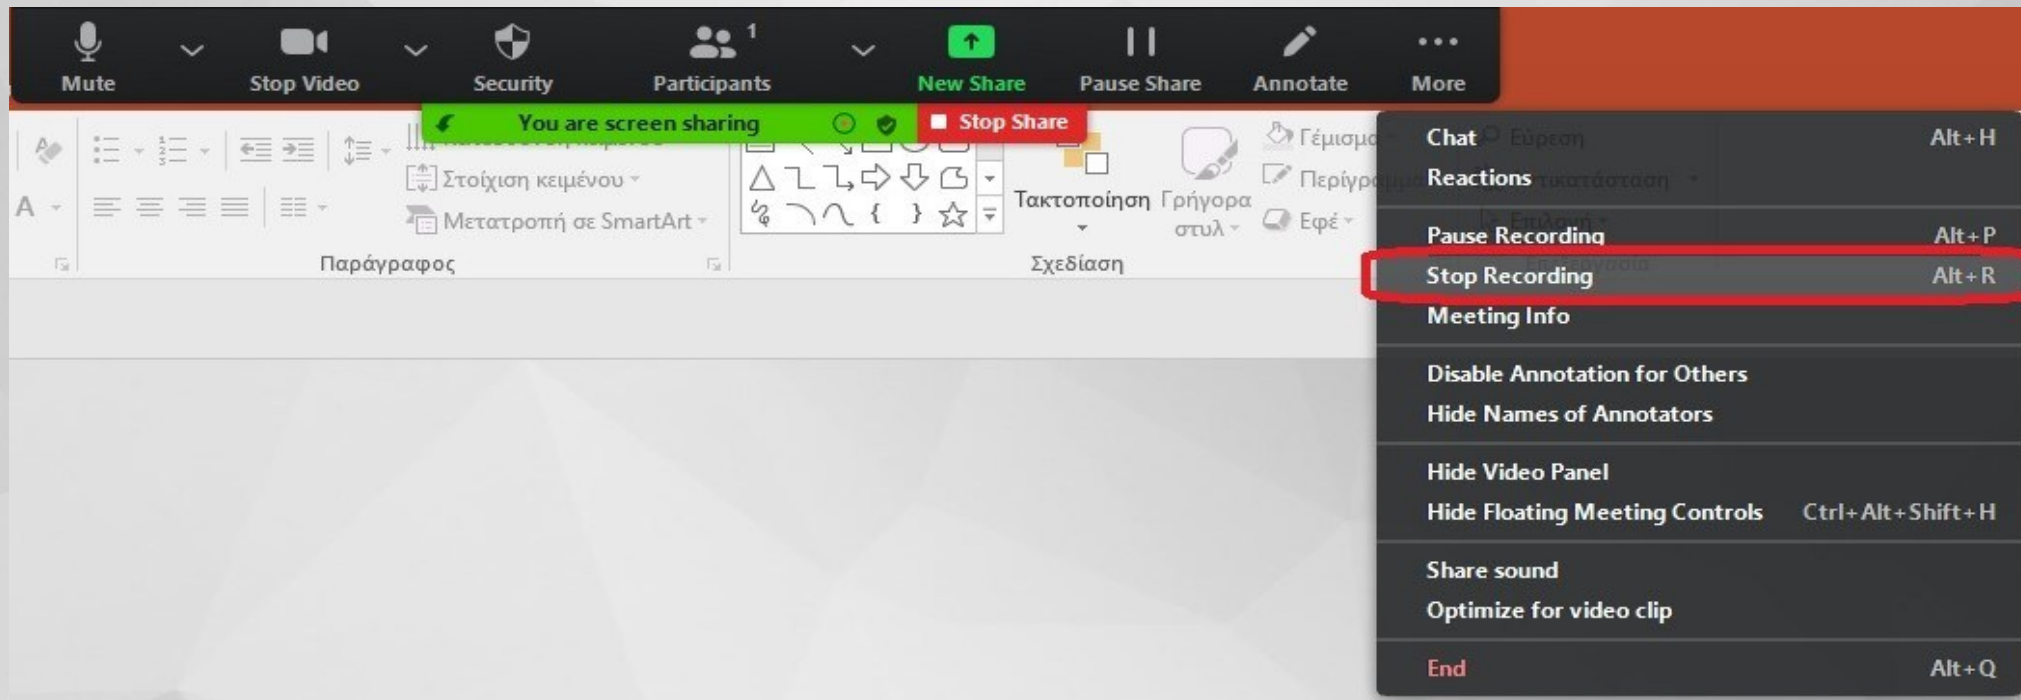 Mute
Stop Video
Security
Participants
1
New Share
Pause Share
Annotate
More
You are screen sharing
Stop Share
Στοίχιση κειμένου
Μετατροπή σε SmartArt
Παράγραφος
Τακτοποίηση
Γρήγορα
στυλ
Σχεδίαση
Γέμισμα
Εφέ
Εύρεση
Chat Alt+H
Reactions
Pause Recording Alt+P
Stop Recording Alt+R
Meeting Info
Disable Annotation for Others
Hide Names of Annotators
Hide Video Panel
Hide Floating Meeting Controls Ctrl+Alt+Shift+H
Share sound
Optimize for video clip
End Alt+Q